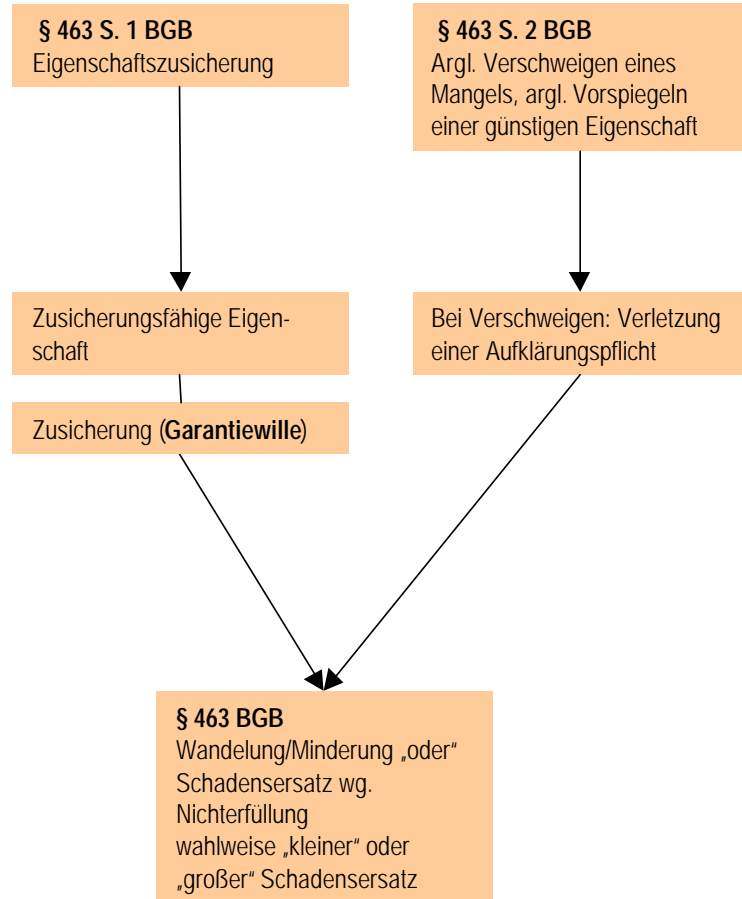 § 463 S. 1 BGB
Eigenschaftszusicherung
§ 463 S. 2 BGB
Argl. Verschweigen eines
Mangels, argl. Vorspiegeln
einer günstigen Eigenschaft
Zusicherungsfähige Eigen-
schaft
Bei Verschweigen: Verletzung
einer Aufklärungspflicht
Zusicherung (Garantiewille)
§ 463 BGB
Wandelung/Minderung „oder“
Schadensersatz wg.
Nichterfüllung
wahlweise „kleiner“ oder
„großer“ Schadensersatz